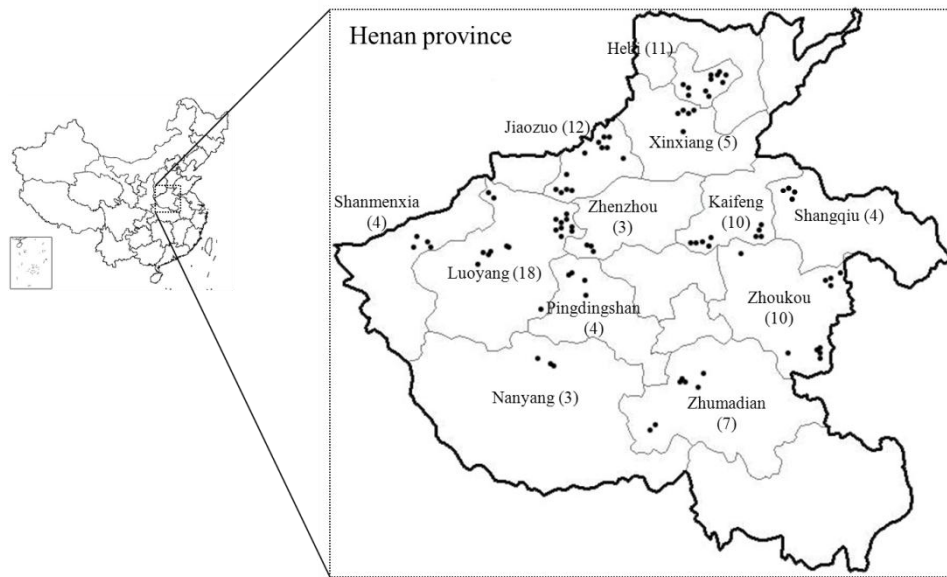 Henan province
Hebi (11)
Jiaozuo (12)
Xinxiang (5)
Shanmenxia
(4)
Zhenzhou
(3)
Kaifeng
(10)
Shangqiu (4)
Luoyang (18)
Pingdingshan
(4)
Zhoukou
(10)
Nanyang (3)
Zhumadian
(7)